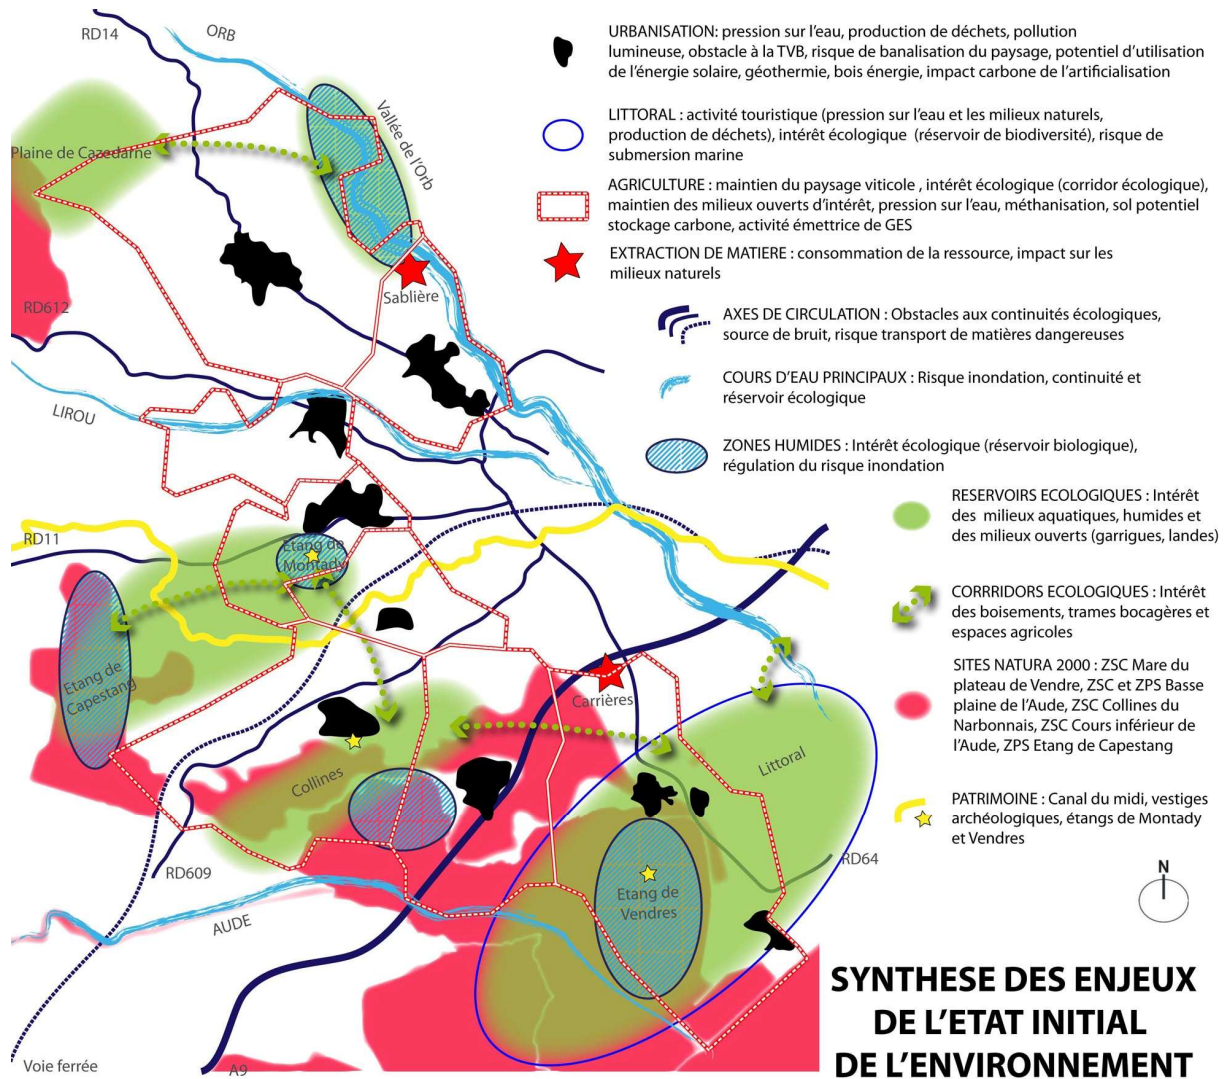 RD14
ORB
Plaine de Cazedarne
Vallée de l'Orb
Sablière
RD612
LIROU
RD11
Etang de
Montady
Etang de
Capestang
Carrières
Collines
Littoral
RD64
Etang de
Vendres
RD609
AUDE
Voie ferrée
A9
URBANISATION: pression sur l'eau, production de déchets, pollution
lumineuse, obstacle à la TVB, risque de banalisation du paysage, potentiel d'utilisation
de l'énergie solaire, géothermie, bois énergie, impact carbone de l'artificialisation
LITTORAL : activité touristique (pression sur l'eau et les milieux naturels,
production de déchets), intérêt écologique (réservoir de biodiversité), risque de
submersion marine
AGRICULTURE : maintien du paysage viticole , intérêt écologique (corridor écologique),
maintien des milieux ouverts d'intérêt, pression sur l'eau, méthanisation, sol potentiel
stockage carbone, activité émettrice de GES
EXTRACTION DE MATIERE : consommation de la ressource, impact sur les
milieux naturels
AXES DE CIRCULATION : Obstacles aux continuités écologiques,
source de bruit, risque transport de matières dangereuses
COURS D'EAU PRINCIPAUX : Risque inondation, continuité et
réservoir écologique
ZONES HUMIDES : Intérêt écologique (réservoir biologique),
régulation du risque inondation
RESERVOIRS ECOLOGIQUES : Intérêt
des milieux aquatiques, humides et
des milieux ouverts (garrigues, landes)
CORRRIDORS ECOLOGIQUES : Intérêt
des boisements, trames bocagères et
espaces agricoles
SITES NATURA 2000 : ZSC Mare du
plateau de Vendre, ZSC et ZPS Basse
plaine de l'Aude, ZSC Collines du
Narbonnais, ZSC Cours inférieur de
l'Aude, ZPS Etang de Capestang
PATRIMOINE : Canal du midi, vestiges
archéologiques, étangs de Montady
et Vendres
N
SYNTHESE DES ENJEUX
DE L'ETAT INITIAL
DE L'ENVIRONNEMENT